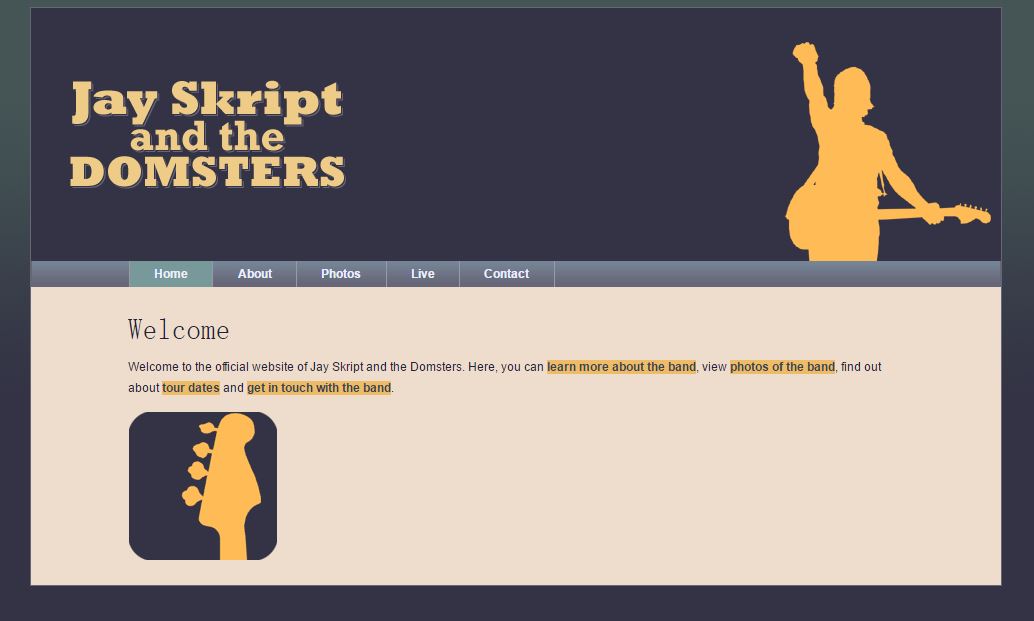 Jay Skript
and the
DOMSTERS
Home About Photos Live Contact
Welcome
Welcome to the official website of Jay Skript and the Domsters. Here, you can learn more about the band, view photos of the band, find out
about tour dates and get in touch with the band.